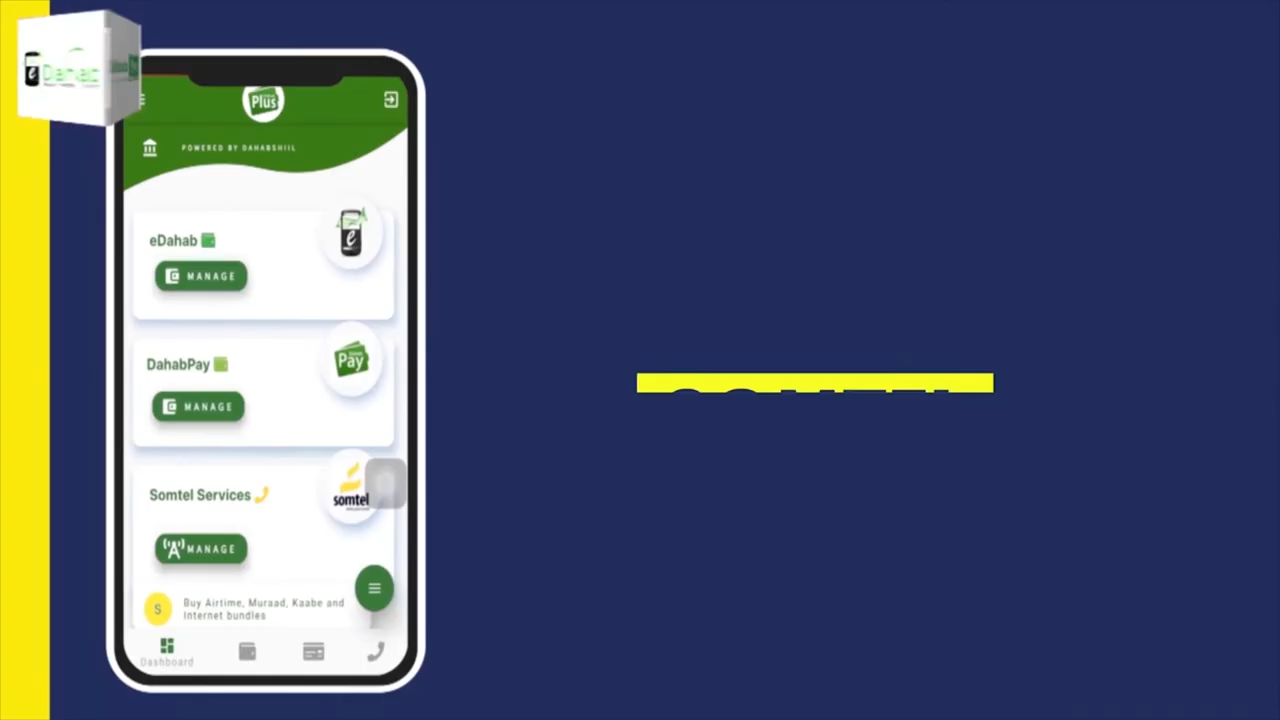 e Dahab
Plus
POWERED BY DAHABSHIIL
eDahab
MANAGE
DahabPay
Pay
MANAGE
Somtel Services
somtel
MANAGE
S
Buy Airtime, Muraad, Kaabe and
Internet bundles
Dashboard